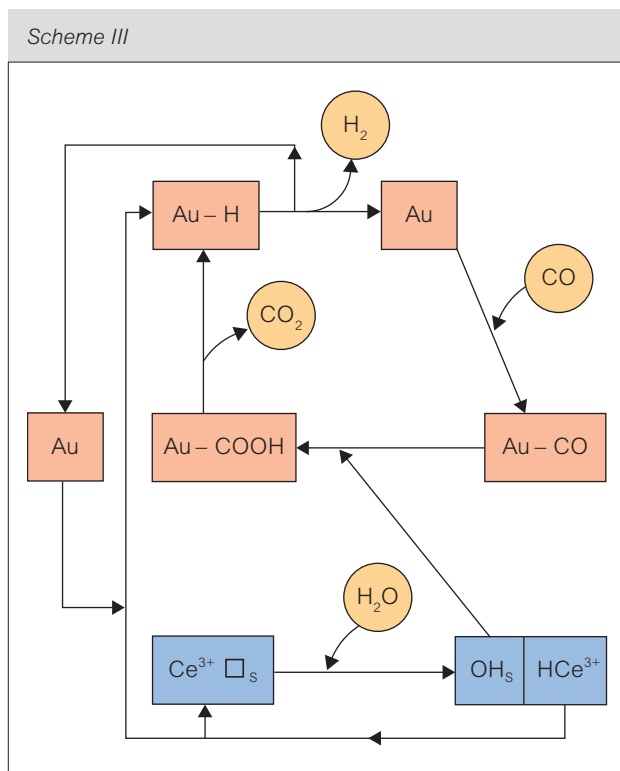 Scheme III
H₂
Au – H
Au
CO
CO₂
Au
Au – COOH
Au – CO
H₂O
Ce³⁺ □ₛ
OHₛ
HCe³⁺